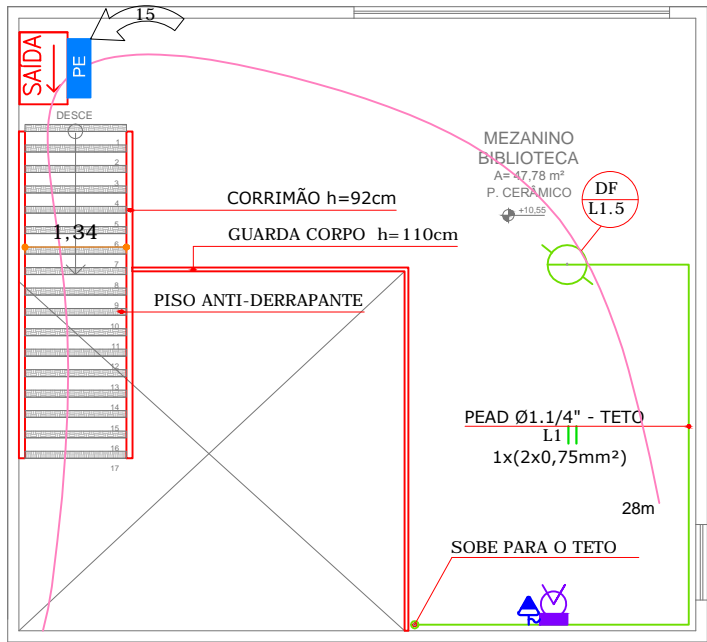 15
SAÍDA
PE
DESCE
MEZANINO
BIBLIOTECA
A= 47,78 m²
P. CERÂMICO
+10,55
DF
L1.5
CORRIMÃO h=92cm
1,34
GUARDA CORPO h=110cm
PISO ANTI-DERRAPANTE
1
2
3
4
5
6
7
8
9
10
11
12
13
14
15
16
17
PEAD Ø1.1/4" - TETO
L1
1x(2x0,75mm²)
28m
SOBE PARA O TETO